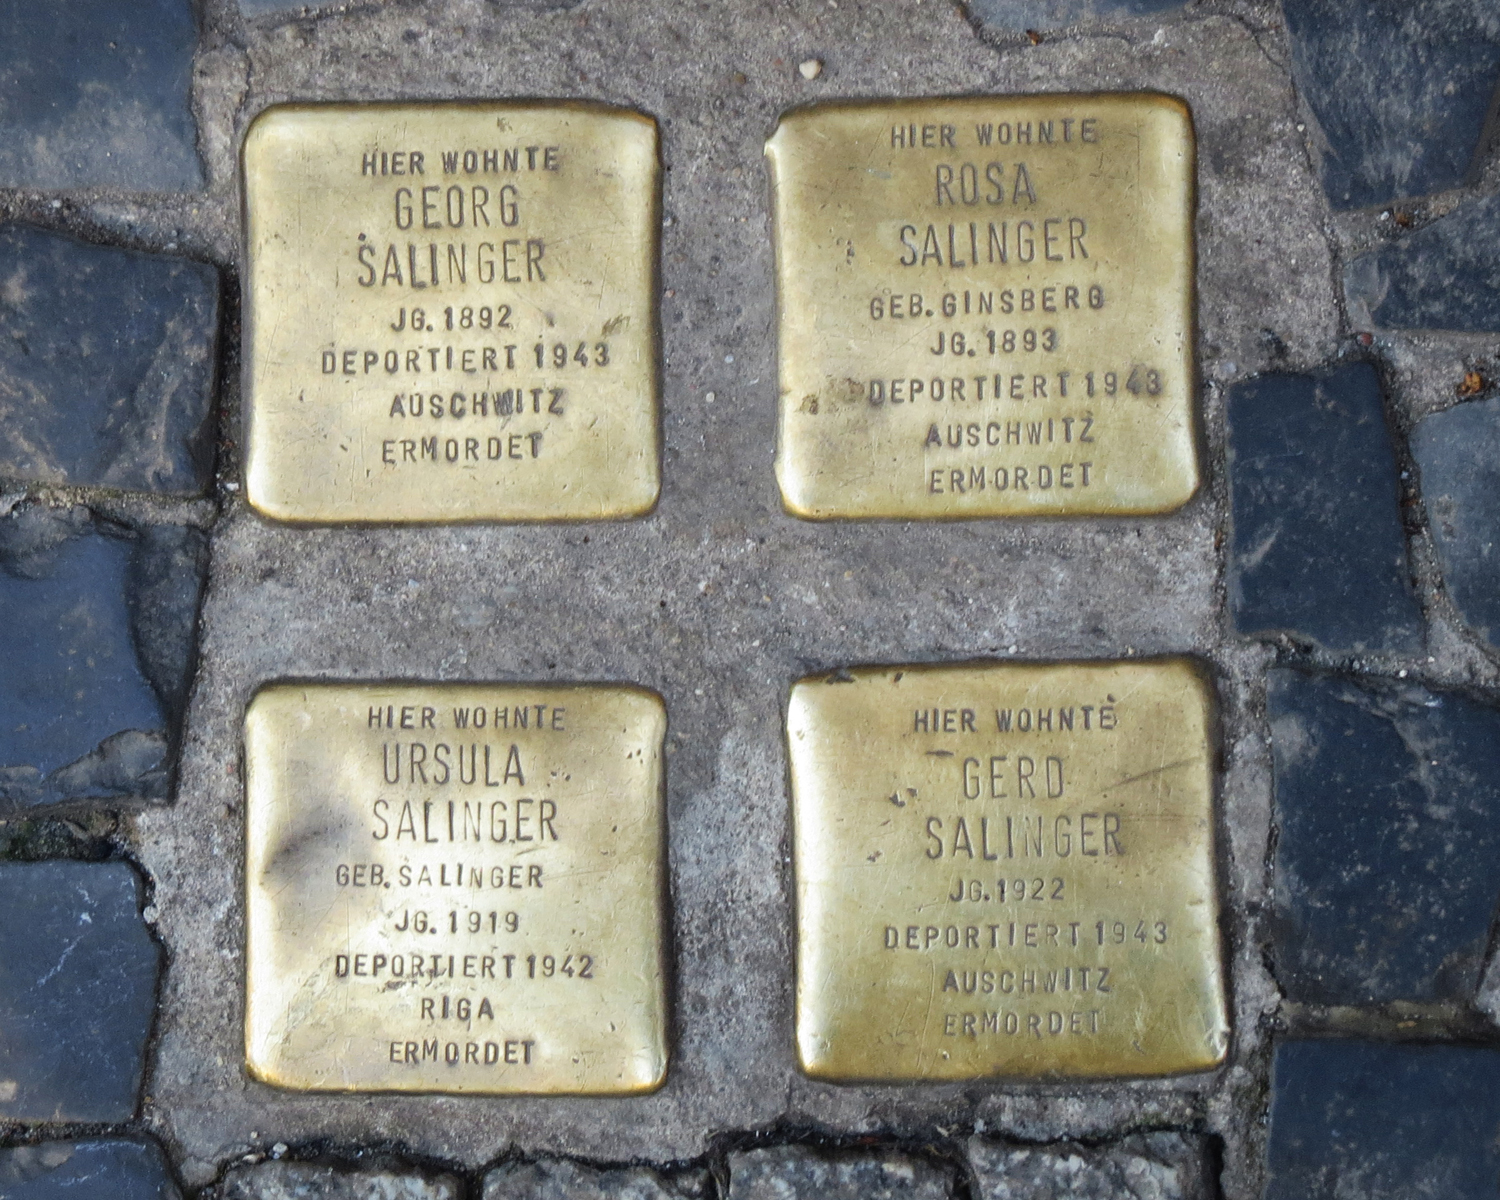 HIER WOHNTE
GEORG
SALINGER
JG. 1892
DEPORTIERT 1943
AUSCHWITZ
ERMORDET
HIER WOHNTE
ROSA
SALINGER
GEB. GINSBERG
JG. 1893
DEPORTIERT 1943
AUSCHWITZ
ERMORDET
HIER WOHNTE
URSULA
SALINGER
GEB. SALINGER
JG. 1919
DEPORTIERT 1942
RIGA
ERMORDET
HIER WOHNTE
GERD
SALINGER
JG. 1922
DEPORTIERT 1943
AUSCHWITZ
ERMORDET